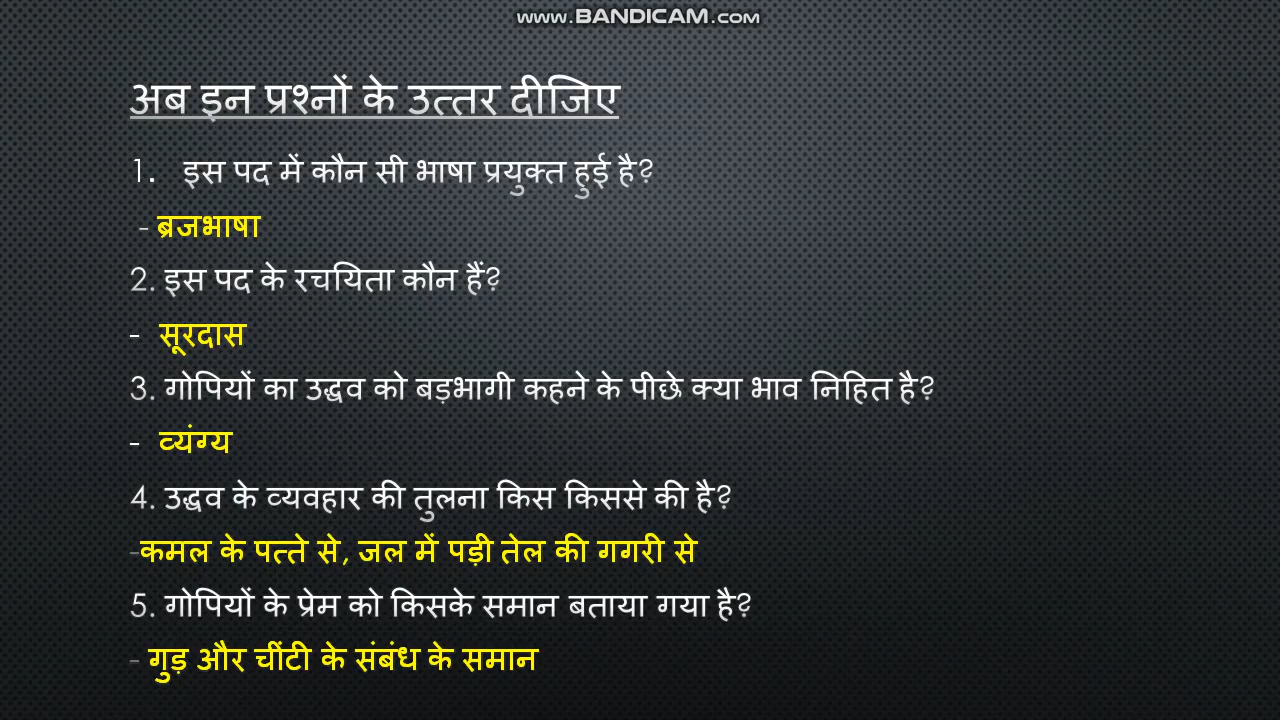 www.BANDICAM.com
अब इन प्रश्नों के उत्तर दीजिए
1. इस पद में कौन सी भाषा प्रयुक्त हुई है?
- ब्रजभाषा
2. इस पद के रचयिता कौन हैं?
- सूरदास
3. गोपियों का उद्धव को बड़भागी कहने के पीछे क्या भाव निहित है?
- व्यंग्य
4. उद्धव के व्यवहार की तुलना किस किससे की है?
-कमल के पत्ते से, जल में पड़ी तेल की गगरी से
5. गोपियों के प्रेम को किसके समान बताया गया है?
- गुड़ और चींटी के संबंध के समान